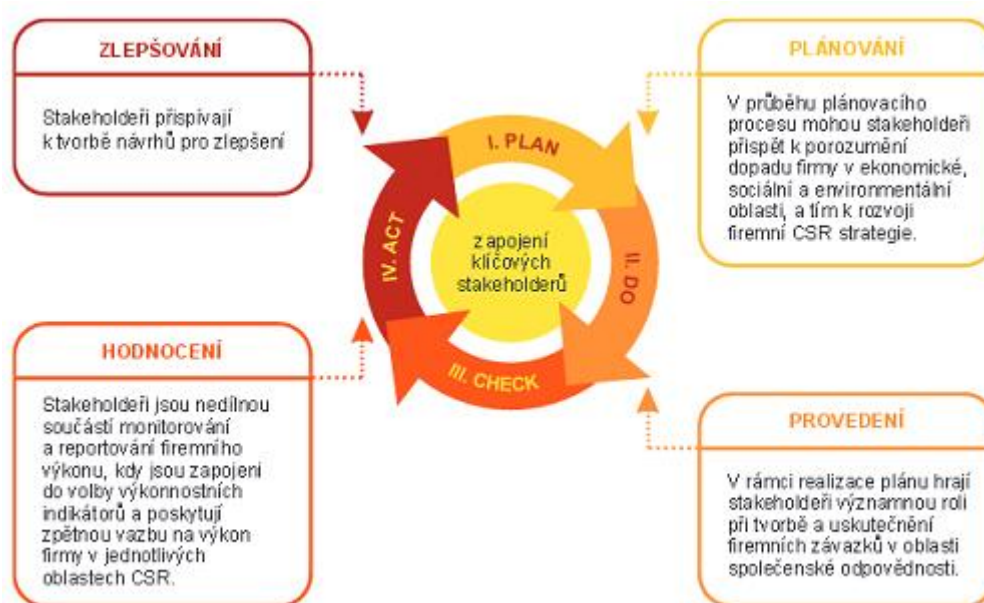 ZLEPŠOVÁNÍ
Stakeholdeři přispívají
k tvorbě návrhů pro zlepšení
PLÁNOVÁNÍ
V průběhu plánovacího
procesu mohou stakeholdeři
přispět k porozumění
dopadu firmy v ekonomické,
sociální a environmentální
oblasti, a tím k rozvoji
firemní CSR strategie.
I. PLAN
II. DO
III. CHECK
IV. ACT
zapojení
klíčových
stakeholderů
HODNOCENÍ
Stakeholdeři jsou nedílnou
součástí monitorování
a reportování firemního
výkonu, kdy jsou zapojeni
do volby výkonnostních
indikátorů a poskytují
zpětnou vazbu na výkon
firmy v jednotlivých
oblastech CSR.
PROVEDENÍ
V rámci realizace plánu hrají
stakeholdeři významnou roli
při tvorbě a uskutečnění
firemních závazků v oblasti
společenské odpovědnosti.